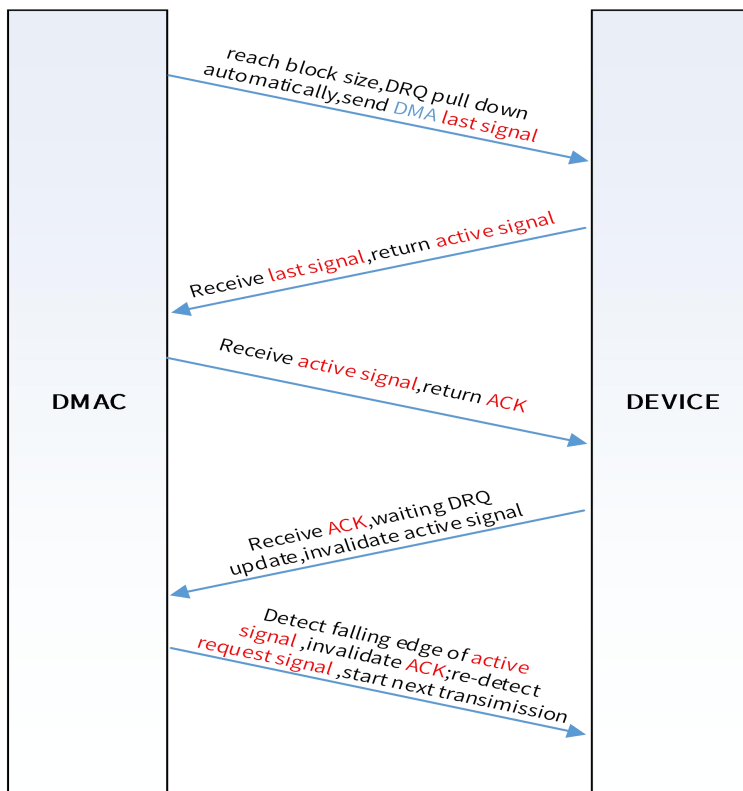 reach block size,DRQ pull down
automatically,send DMA last signal
Receive last signal,return active signal
Receive active signal,return ACK
DMAC
DEVICE
Receive ACK,waiting DRQ
update,invalidate active signal
Detect falling edge of active
signal ,invalidate ACK;re-detect
request signal ,start next transimission